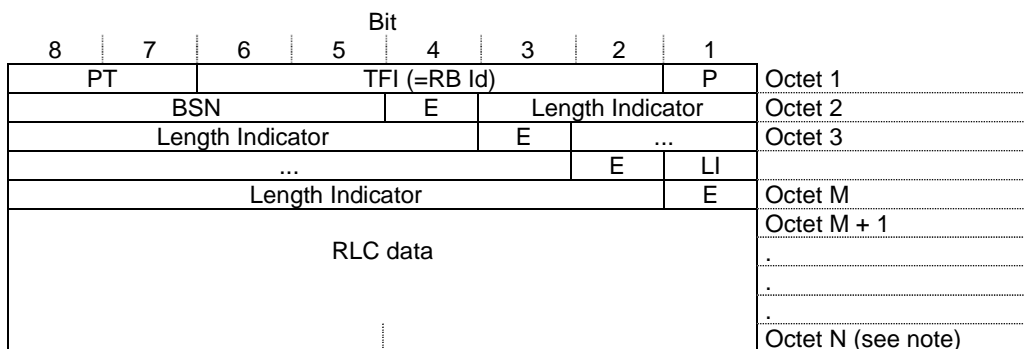 Bit
8 7 6 5 4 3 2 1
PT TFI (=RB Id) P Octet 1
BSN E Length Indicator Octet 2
Length Indicator E ... Octet 3
... E LI
Length Indicator E Octet M
Octet M + 1
RLC data .
.
.
Octet N (see note)